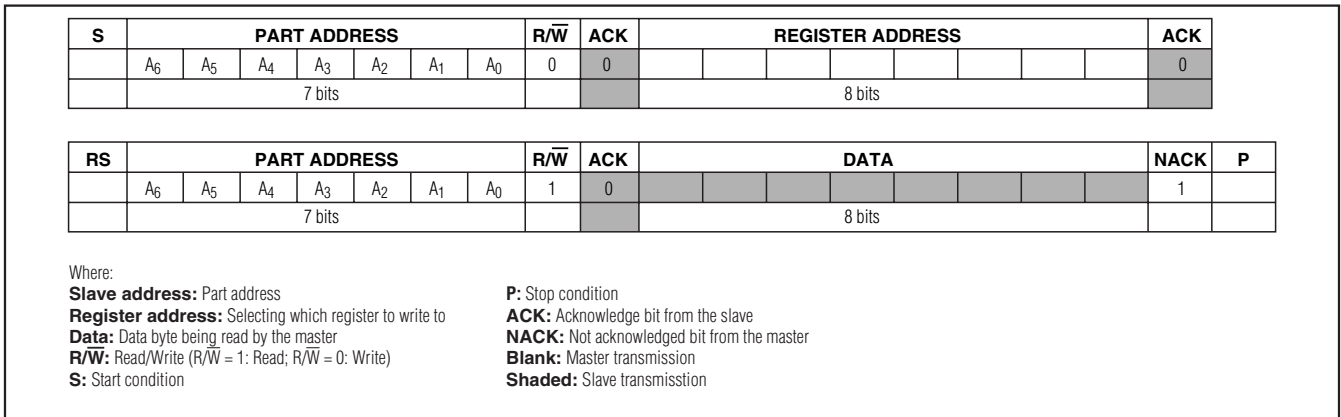 S PART ADDRESS R/W̅ ACK REGISTER ADDRESS ACK
A₆ A₅ A₄ A₃ A₂ A₁ A₀ 0 0 0
7 bits 8 bits
RS PART ADDRESS R/W̅ ACK DATA NACK P
A₆ A₅ A₄ A₃ A₂ A₁ A₀ 1 0 1
7 bits 8 bits
Where:
Slave address: Part address
Register address: Selecting which register to write to
Data: Data byte being read by the master
R/W̅: Read/Write (R/W̅ = 1: Read; R/W̅ = 0: Write)
S: Start condition
P: Stop condition
ACK: Acknowledge bit from the slave
NACK: Not acknowledged bit from the master
Blank: Master transmission
Shaded: Slave transmisstion